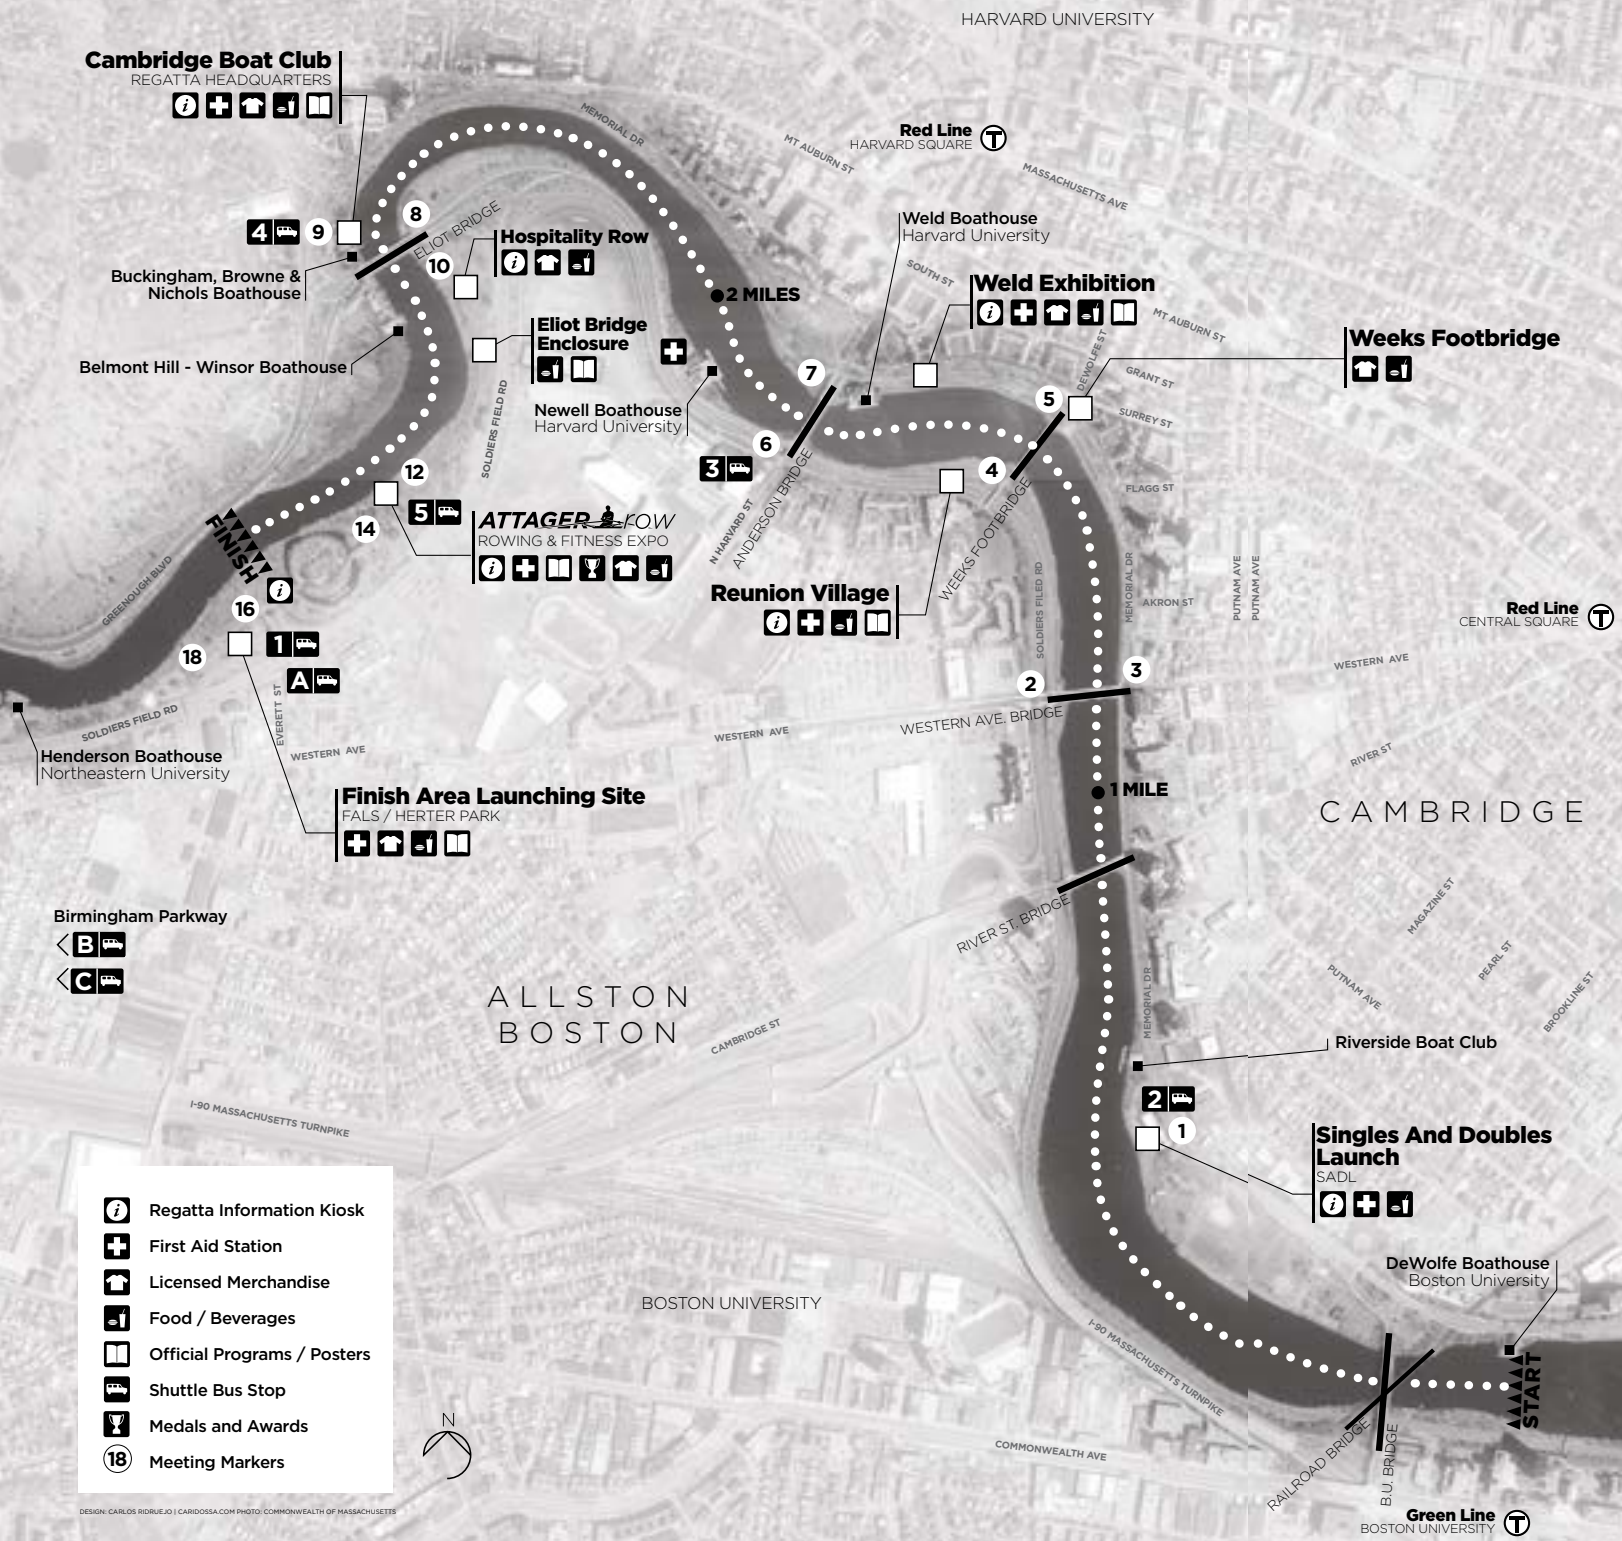 HARVARD UNIVERSITY
Cambridge Boat Club
REGATTA HEADQUARTERS
i
MEMORIAL DR
MT AUBURN ST
Red Line
HARVARD SQUARE
T
MASSACHUSETTS AVE
4
9
8
ELIOT BRIDGE
10
Hospitality Row
i
Buckingham, Browne &
Nichols Boathouse
2 MILES
Weld Boathouse
Harvard University
SOUTH ST
Weld Exhibition
i
MT AUBURN ST
DEWOLFE ST
GRANT ST
SURREY ST
Weeks Footbridge
Eliot Bridge
Enclosure
Belmont Hill - Winsor Boathouse
SOLDIERS FIELD RD
Newell Boathouse
Harvard University
7
6
3
5
4
ANDERSON BRIDGE
N HARVARD ST
WEEKS FOOTBRIDGE
FLAGG ST
12
14
5
ATTAGER row
ROWING & FITNESS EXPO
i
FINISH
GREENOUGH BLVD
i
16
18
1
A
Reunion Village
i
SOLDIERS FILED RD
MEMORIAL DR
AKRON ST
PUTNAM AVE
PUTNAM AVE
Red Line
CENTRAL SQUARE
T
WESTERN AVE
2
3
WESTERN AVE. BRIDGE
WESTERN AVE
RIVER ST
SOLDIERS FIELD RD
EVERETT ST
WESTERN AVE
Henderson Boathouse
Northeastern University
Finish Area Launching Site
FALS / HERTER PARK
1 MILE
CAMBRIDGE
RIVER ST. BRIDGE
MAGAZINE ST
PEARL ST
PUTNAM AVE
BROOKLINE ST
Birmingham Parkway
B
C
ALLSTON
BOSTON
CAMBRIDGE ST
MEMORIAL DR
Riverside Boat Club
2
1
Singles And Doubles
Launch
SADL
i
I-90 MASSACHUSETTS TURNPIKE
DeWolfe Boathouse
Boston University
BOSTON UNIVERSITY
I-90 MASSACHUSETTS TURNPIKE
START
RAILROAD BRIDGE
B.U. BRIDGE
COMMONWEALTH AVE
Green Line
BOSTON UNIVERSITY
T
i Regatta Information Kiosk
First Aid Station
Licensed Merchandise
Food / Beverages
Official Programs / Posters
Shuttle Bus Stop
Medals and Awards
18 Meeting Markers
N
DESIGN: CARLOS RIDRUEJO | CARIDOSSA.COM PHOTO: COMMONWEALTH OF MASSACHUSETTS